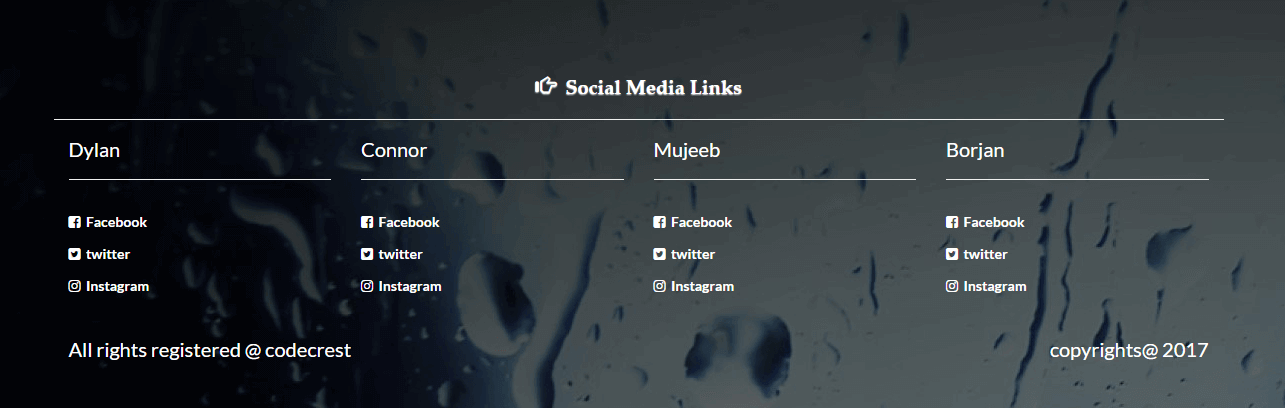 Social Media Links
Dylan
Connor
Mujeeb
Borjan
Facebook
twitter
Instagram
Facebook
twitter
Instagram
Facebook
twitter
Instagram
Facebook
twitter
Instagram
All rights registered @ codecrest
copyrights@ 2017